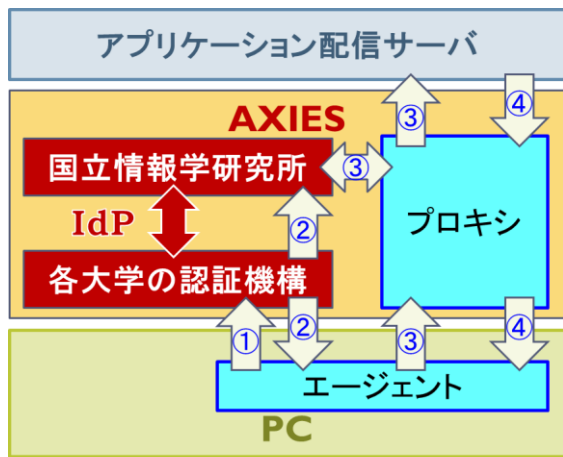 アプリケーション配信サーバ
AXIES
③
④
国立情報学研究所
③
プロキシ
IdP
②
各大学の認証機構
①
②
③
④
エージェント
PC